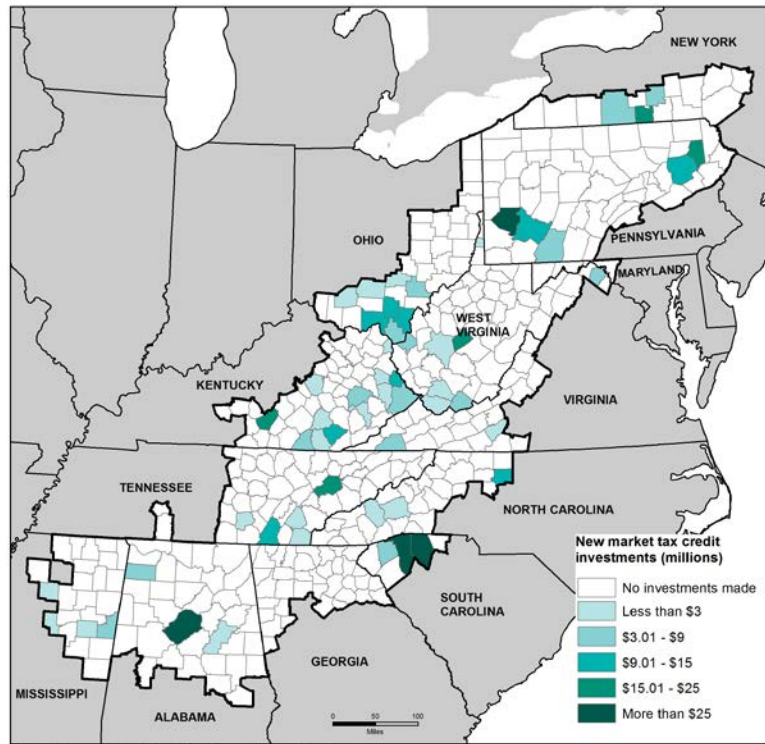 NEW YORK
OHIO
PENNSYLVANIA
MARYLAND
WEST
VIRGINIA
KENTUCKY
VIRGINIA
TENNESSEE
NORTH CAROLINA
New market tax credit
investments (millions)
No investments made
Less than $3
$3.01 - $9
$9.01 - $15
$15.01 - $25
More than $25
SOUTH
CAROLINA
GEORGIA
MISSISSIPPI
ALABAMA
0 50 100
Miles